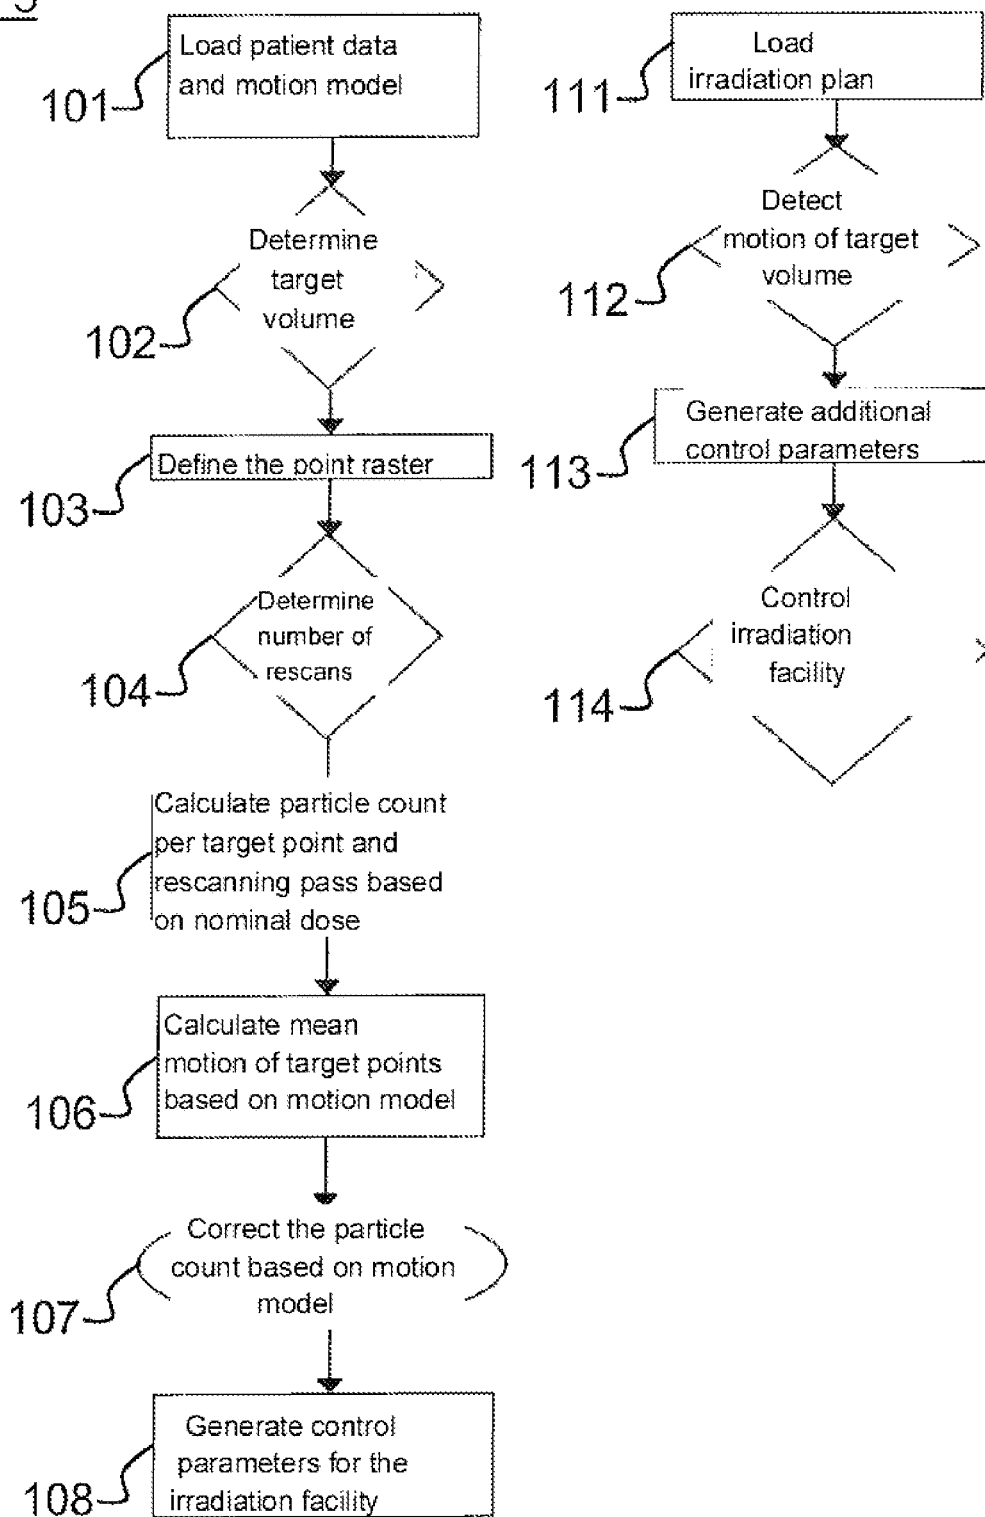 5
101
Load patient data
and motion model
102
Determine
target
volume
103
Define the point raster
104
Determine
number of
rescans
105
Calculate particle count
per target point and
rescanning pass based
on nominal dose
106
Calculate mean
motion of target points
based on motion model
107
Correct the particle
count based on motion
model
108
Generate control
parameters for the
irradiation facility
111
Load
irradiation plan
112
Detect
motion of target
volume
113
Generate additional
control parameters
114
Control
irradiation
facility